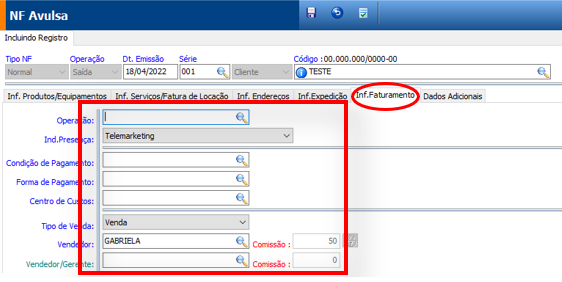 NF Avulsa
Incluindo Registro
Tipo NF Operação Dt. Emissão Série Código :00.000.000/0000-00
Normal Saída 18/04/2022 001 Cliente TESTE
Inf. Produtos/Equipamentos Inf. Serviços/Fatura de Locação Inf. Endereços Inf.Expedição Inf.Faturamento Dados Adicionais
Operação:
Ind.Presença: Telemarketing
Condição de Pagamento:
Forma de Pagamento:
Centro de Custos:
Tipo de Venda: Venda
Vendedor: GABRIELA Comissão : 50
Vendedor/Gerente: Comissão : 0